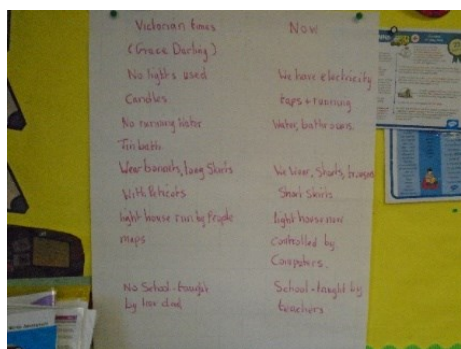 Victorian times
(Grace Darling)
No lights used
Candles
No running Water
Tin bath
Wear bonnets, long Skirts
With Peticots
light house run by People
maps
No School - taught
by her dad
Now
We have electricity
taps + running
Water, bathrooms.
We Wear, Shorts, trousers
Short Skirts
light house now
controlled by
Computers.
School - taught by
teachers